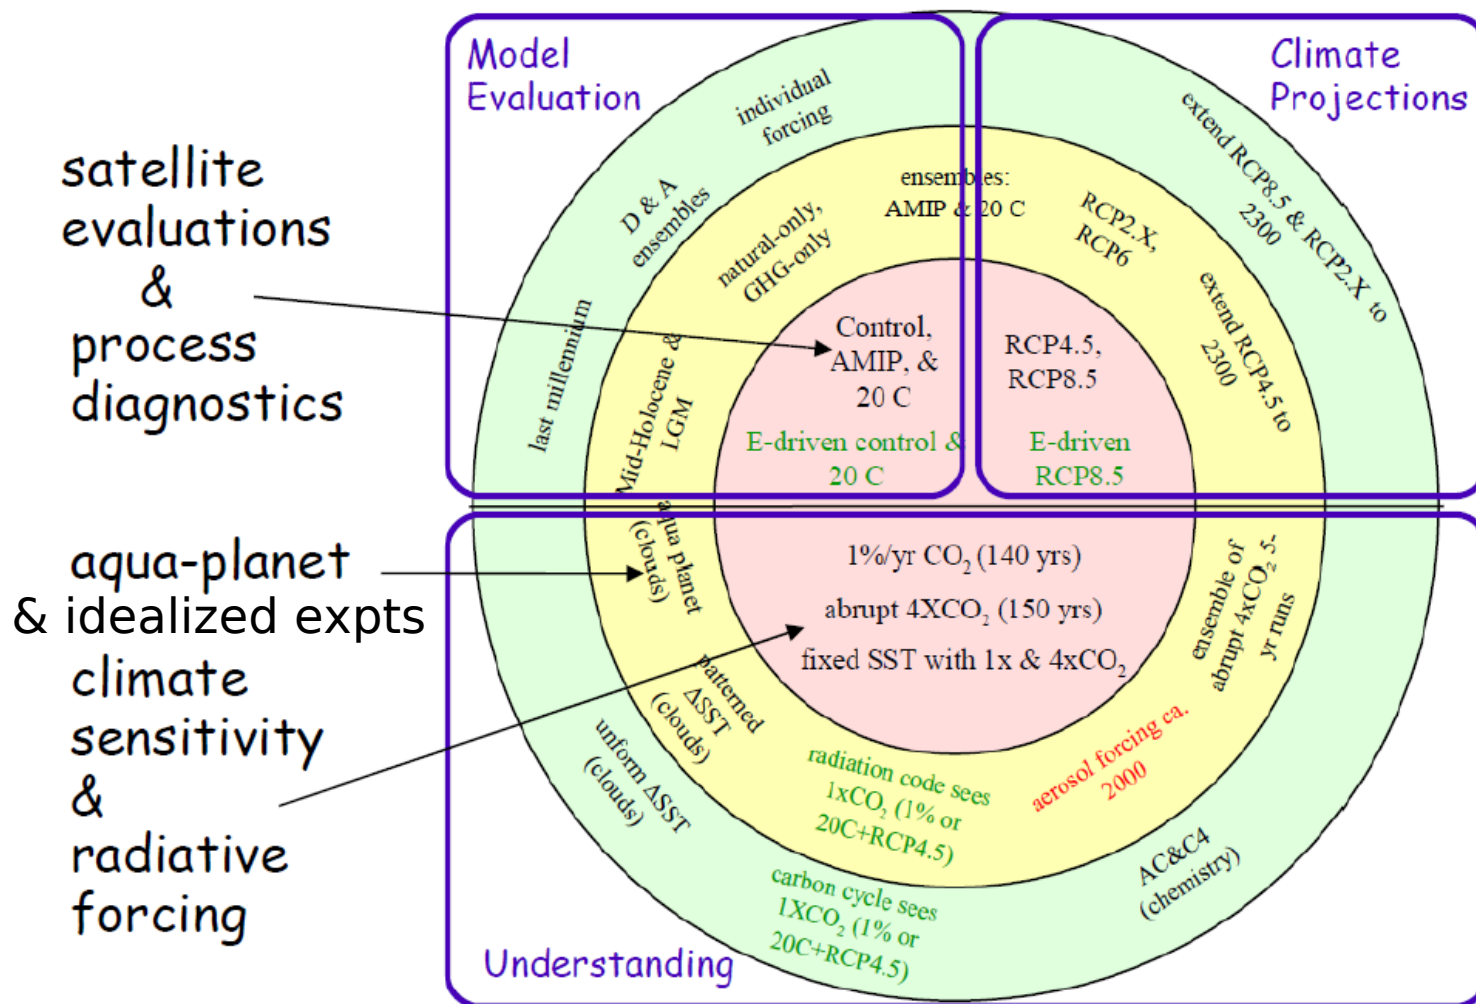 Model
Evaluation
Climate
Projections
individual
forcing
D & A
ensembles
last millennium
extend RCP8.5 & RCP2.X to
2300
ensembles:
AMIP & 20 C
natural-only,
GHG-only
Mid-Holocene &
LGM
RCP2.X,
RCP6
extend RCP4.5 to
2300
Control,
AMIP, &
20 C
E-driven control &
20 C
RCP4.5,
RCP8.5
E-driven
RCP8.5
satellite
evaluations
&
process
diagnostics
aqua-planet
& idealized expts
climate
sensitivity
&
radiative
forcing
1%/yr CO₂ (140 yrs)
abrupt 4XCO₂ (150 yrs)
fixed SST with 1x & 4xCO₂
aqua planet
(clouds)
patterned
ΔSST
(clouds)
unform ΔSST
(clouds)
radiation code sees
1xCO₂ (1% or
20C+RCP4.5)
carbon cycle sees
1XCO₂ (1% or
20C+RCP4.5)
aerosol forcing ca.
2000
ensemble of
abrupt 4xCO₂ 5-
yr runs
AC&C4
(chemistry)
Understanding